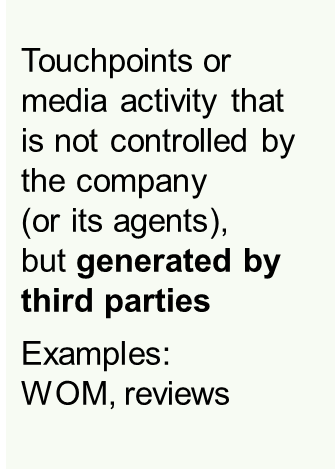 Touchpoints or
media activity that
is not controlled by
the company
(or its agents),
but generated by
third parties
Examples:
WOM, reviews